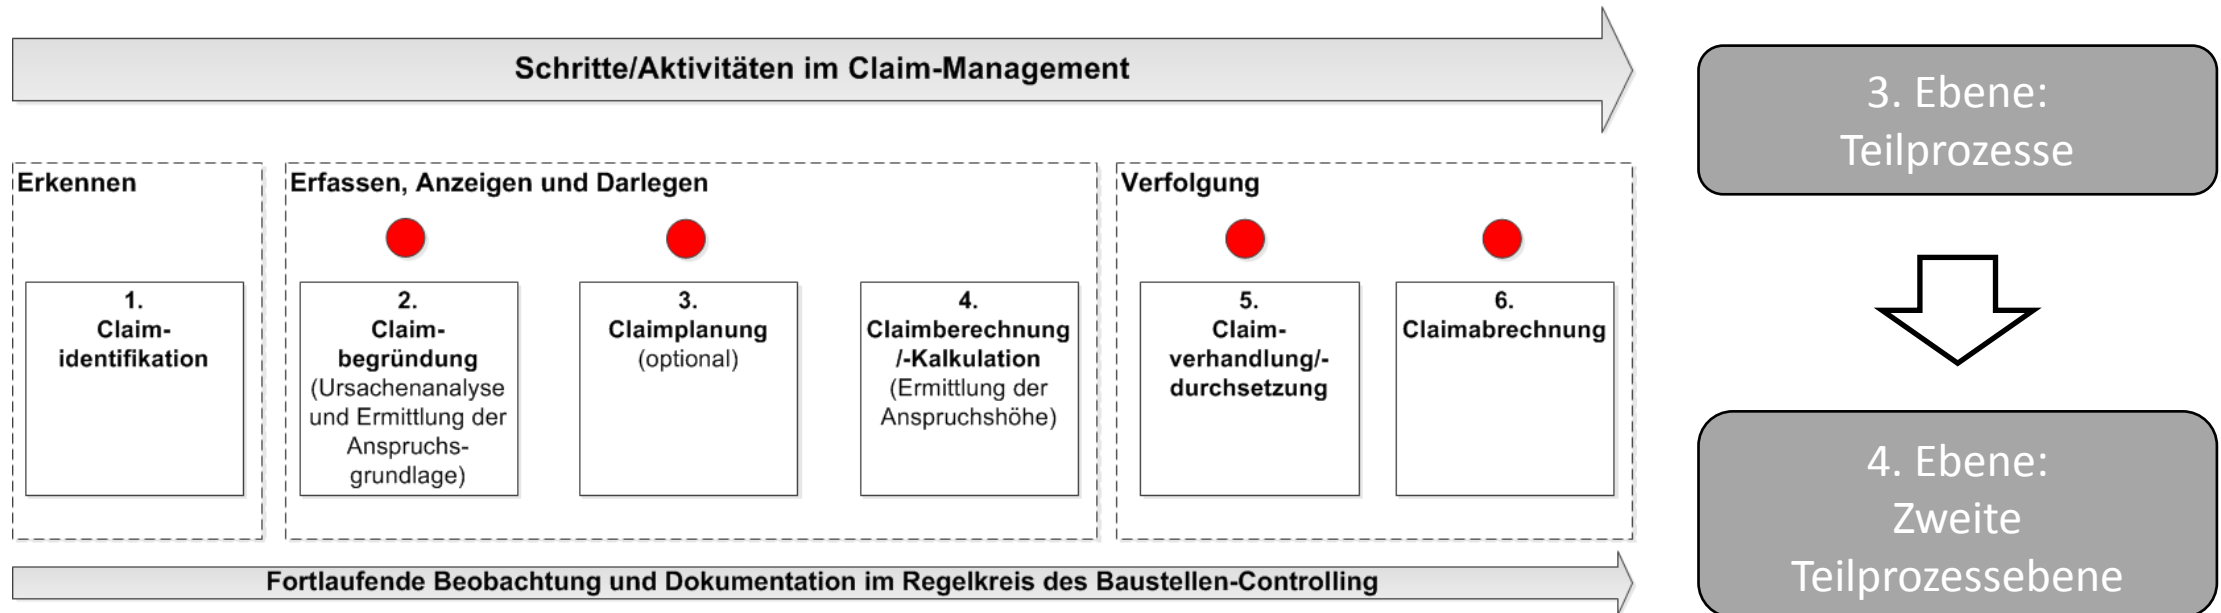 Schritte/Aktivitäten im Claim-Management
Erkennen
1.
Claim-
identifikation
Erfassen, Anzeigen und Darlegen
2.
Claim-
begründung
(Ursachenanalyse
und Ermittlung der
Anspruchs-
grundlage)
3.
Claimplanung
(optional)
4.
Claimberechnung
/-Kalkulation
(Ermittlung der
Anspruchshöhe)
Verfolgung
5.
Claim-
verhandlung/-
durchsetzung
6.
Claimabrechnung
Fortlaufende Beobachtung und Dokumentation im Regelkreis des Baustellen-Controlling
3. Ebene:
Teilprozesse
4. Ebene:
Zweite
Teilprozessebene